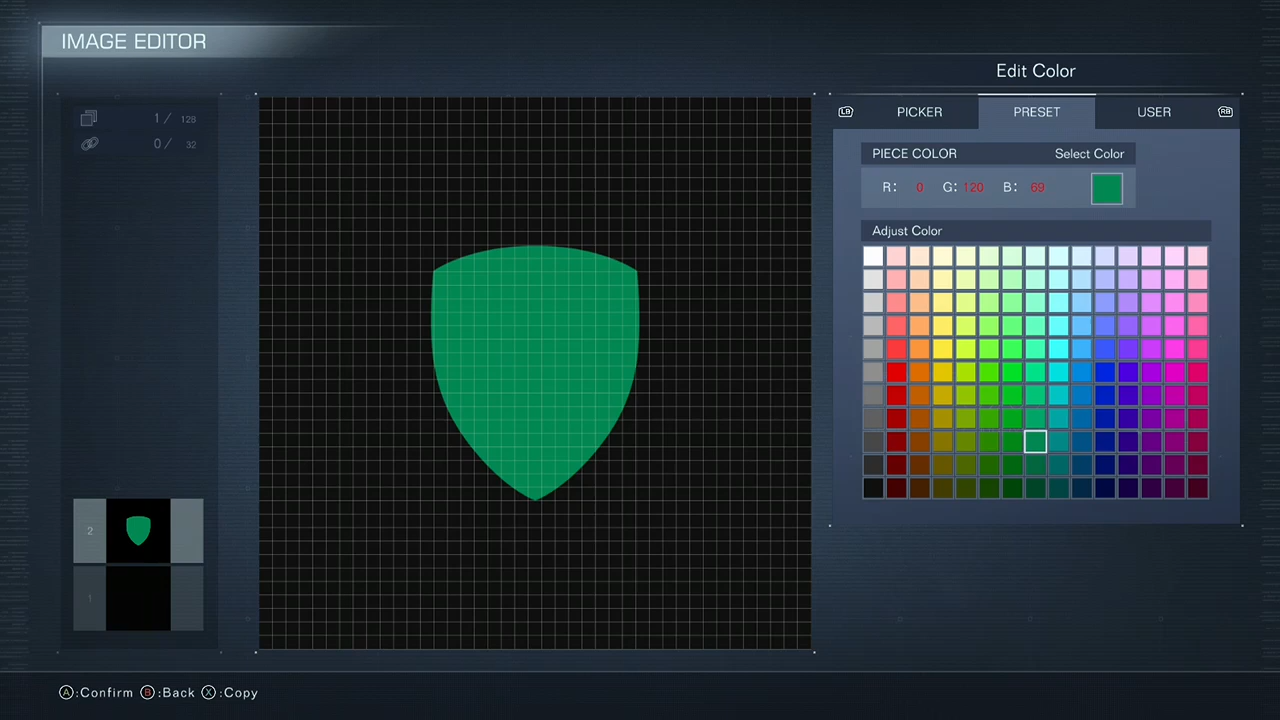 IMAGE EDITOR
Edit Color
1 / 128
0 / 32
LB PICKER PRESET USER RB
PIECE COLOR Select Color
R: 0 G: 120 B: 69
Adjust Color
2
1
A:Confirm B:Back X:Copy